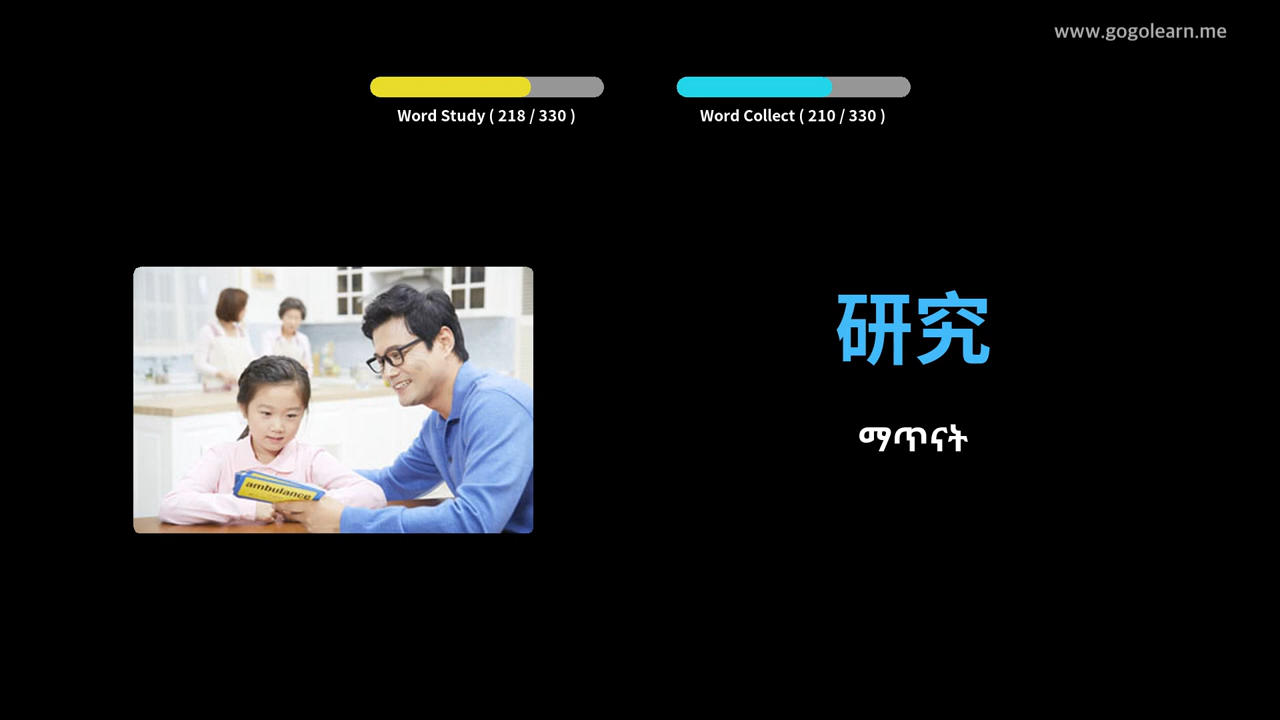 www.gogolearn.me
Word Study ( 218 / 330 )
Word Collect ( 210 / 330 )
研究
ማጥናት
ambulance